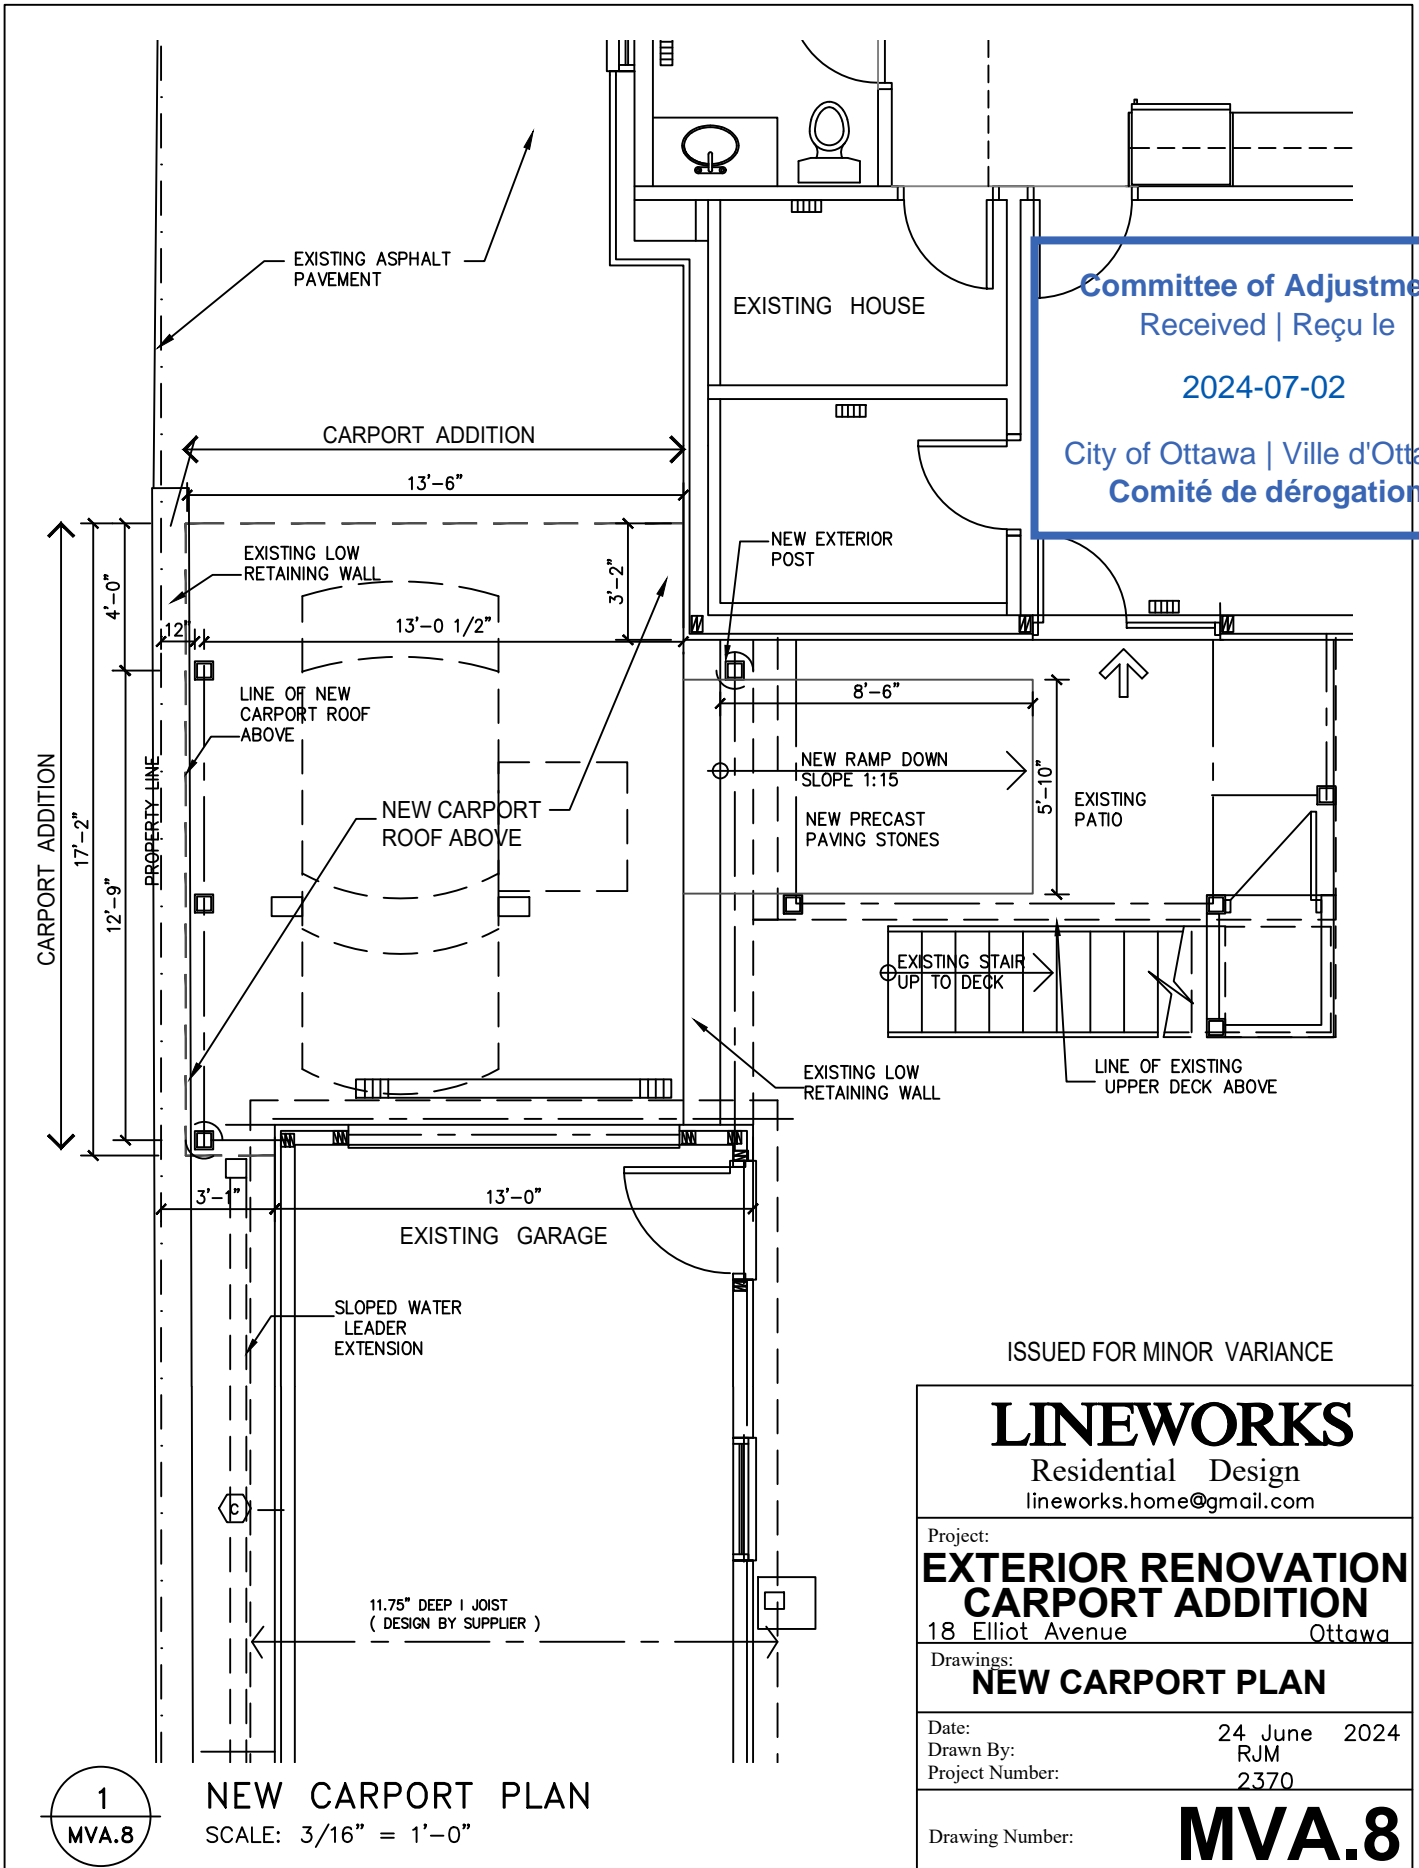 EXISTING ASPHALT
PAVEMENT
EXISTING HOUSE
Committee of Adjustme
Received | Reçu le
2024-07-02
City of Ottawa | Ville d'Otta
Comité de dérogation
CARPORT ADDITION
13'-6"
EXISTING LOW
RETAINING WALL
4'-0"
3'-2"
NEW EXTERIOR
POST
12"
13'-0 1/2"
LINE OF NEW
CARPORT ROOF
ABOVE
8'-6"
NEW RAMP DOWN
SLOPE 1:15
NEW PRECAST
PAVING STONES
5'-10"
EXISTING
PATIO
CARPORT ADDITION
17'-2"
12'-9"
PROPERTY LINE
NEW CARPORT
ROOF ABOVE
EXISTING STAIR
UP TO DECK
EXISTING LOW
RETAINING WALL
LINE OF EXISTING
UPPER DECK ABOVE
3'-1"
13'-0"
EXISTING GARAGE
SLOPED WATER
LEADER
EXTENSION
C
11.75" DEEP I JOIST
( DESIGN BY SUPPLIER )
ISSUED FOR MINOR VARIANCE
LINEWORKS
Residential Design
lineworks.home@gmail.com
Project:
EXTERIOR RENOVATION
CARPORT ADDITION
18 Elliot Avenue Ottawa
Drawings:
NEW CARPORT PLAN
Date: 24 June 2024
Drawn By: RJM
Project Number: 2370
Drawing Number: MVA.8
1
MVA.8
NEW CARPORT PLAN
SCALE: 3/16" = 1'-0"